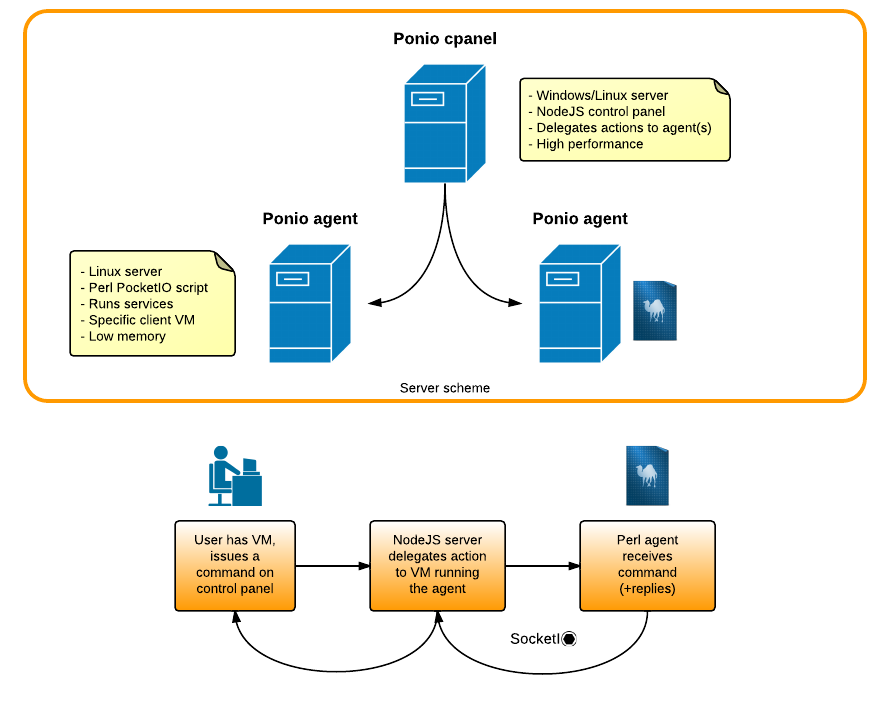 Ponio cpanel
- Windows/Linux server
- NodeJS control panel
- Delegates actions to agent(s)
- High performance
Ponio agent
Ponio agent
- Linux server
- Perl PocketIO script
- Runs services
- Specific client VM
- Low memory
Server scheme
User has VM,
issues a
command on
control panel
NodeJS server
delegates action
to VM running
the agent
Perl agent
receives
command
(+replies)
SocketI